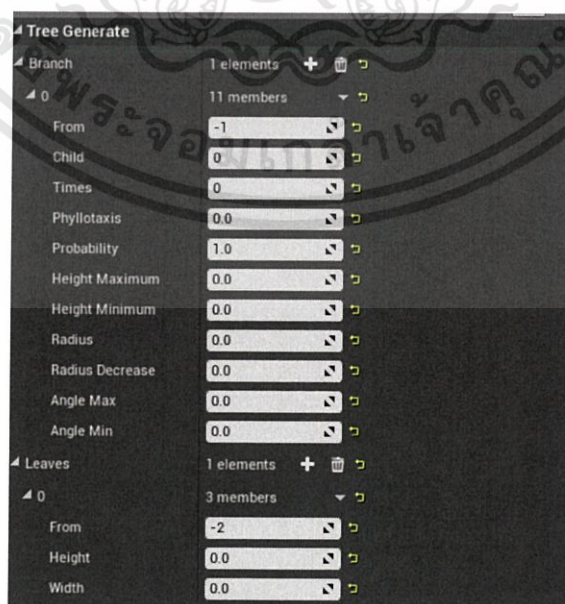 Tree Generate
Branch 1 elements
0 11 members
From -1
Child 0
Times 0
Phyllotaxis 0.0
Probability 1.0
Height Maximum 0.0
Height Minimum 0.0
Radius 0.0
Radius Decrease 0.0
Angle Max 0.0
Angle Min 0.0
Leaves 1 elements
0 3 members
From -2
Height 0.0
Width 0.0